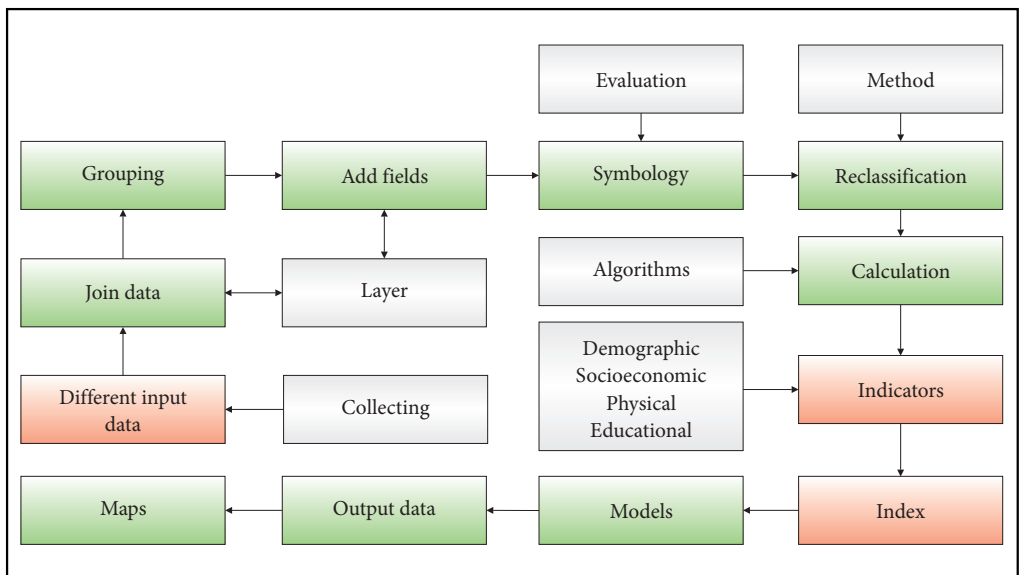 Evaluation
Method
Grouping
Add fields
Symbology
Reclassification
Join data
Layer
Algorithms
Calculation
Different input
data
Collecting
Demographic
Socioeconomic
Physical
Educational
Indicators
Maps
Output data
Models
Index